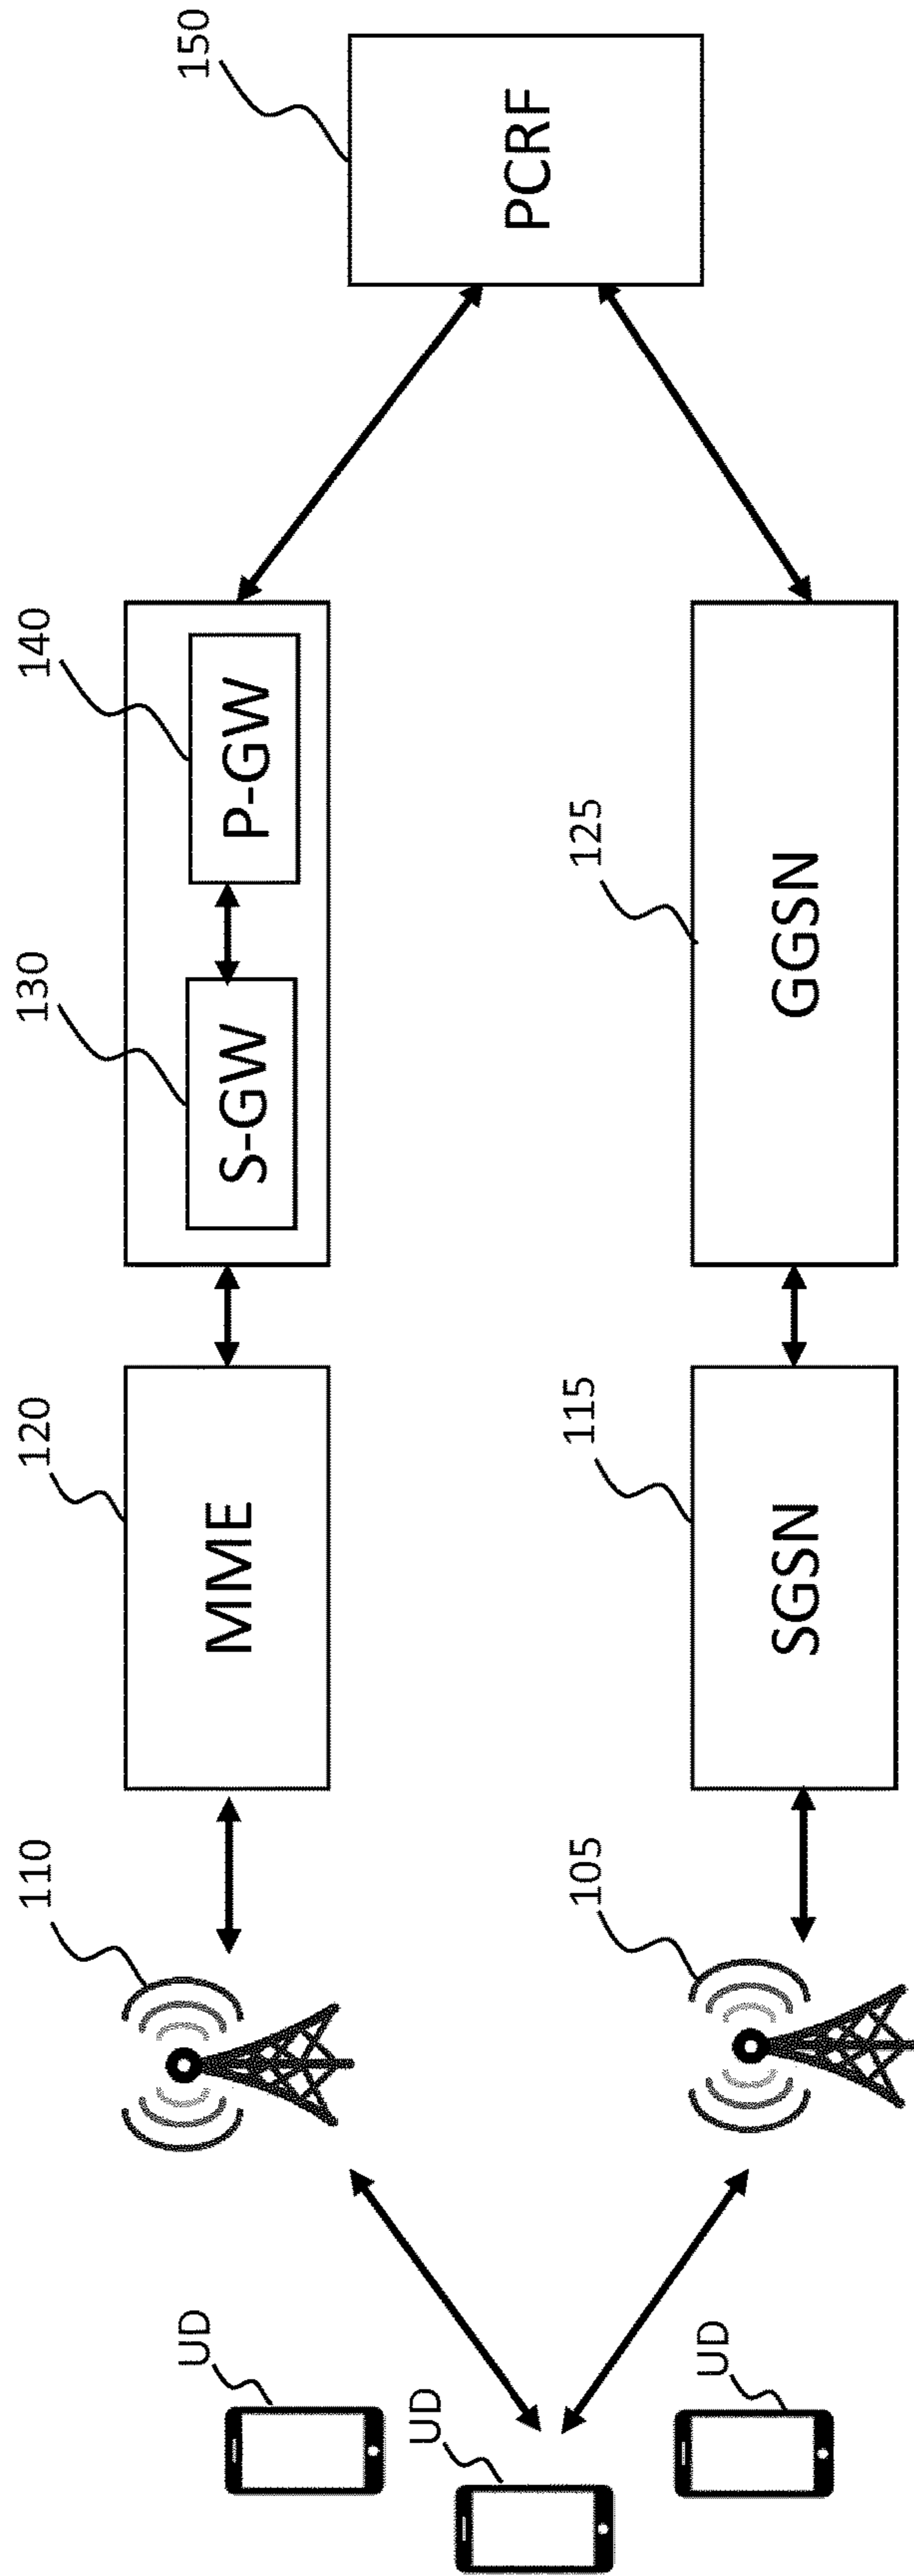 UD
UD
UD
110
105
120
MME
115
SGSN
130
S-GW
140
P-GW
125
GGSN
150
PCRF